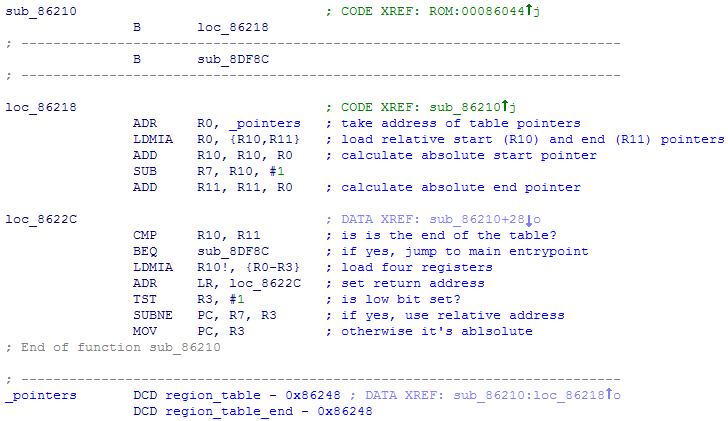 sub_86210 ; CODE XREF: ROM:00086044↑j
B loc_86218
; ---------------------------------------------------------------------------
B sub_8DF8C
; ---------------------------------------------------------------------------
loc_86218 ; CODE XREF: sub_86210↑j
ADR R0, _pointers ; take address of table pointers
LDMIA R0, {R10,R11} ; load relative start (R10) and end (R11) pointers
ADD R10, R10, R0 ; calculate absolute start pointer
SUB R7, R10, #1
ADD R11, R11, R0 ; calculate absolute end pointer
loc_8622C ; DATA XREF: sub_86210+28↓o
CMP R10, R11 ; is is the end of the table?
BEQ sub_8DF8C ; if yes, jump to main entrypoint
LDMIA R10!, {R0-R3} ; load four registers
ADR LR, loc_8622C ; set return address
TST R3, #1 ; is low bit set?
SUBNE PC, R7, R3 ; if yes, use relative address
MOV PC, R3 ; otherwise it's ablsolute
; End of function sub_86210
; ---------------------------------------------------------------------------
_pointers DCD region_table - 0x86248 ; DATA XREF: sub_86210:loc_86218↑o
DCD region_table_end - 0x86248